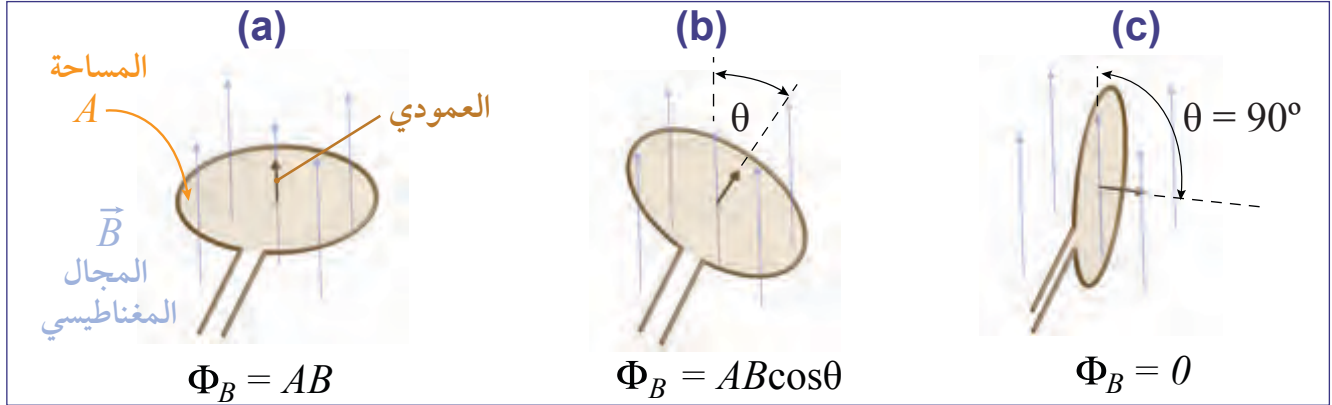 (a)
المساحة
A
العمودي
B⃗
المجال
المغناطيسي
Φ_B = AB
(b)
θ
Φ_B = ABcosθ
(c)
θ = 90º
Φ_B = 0